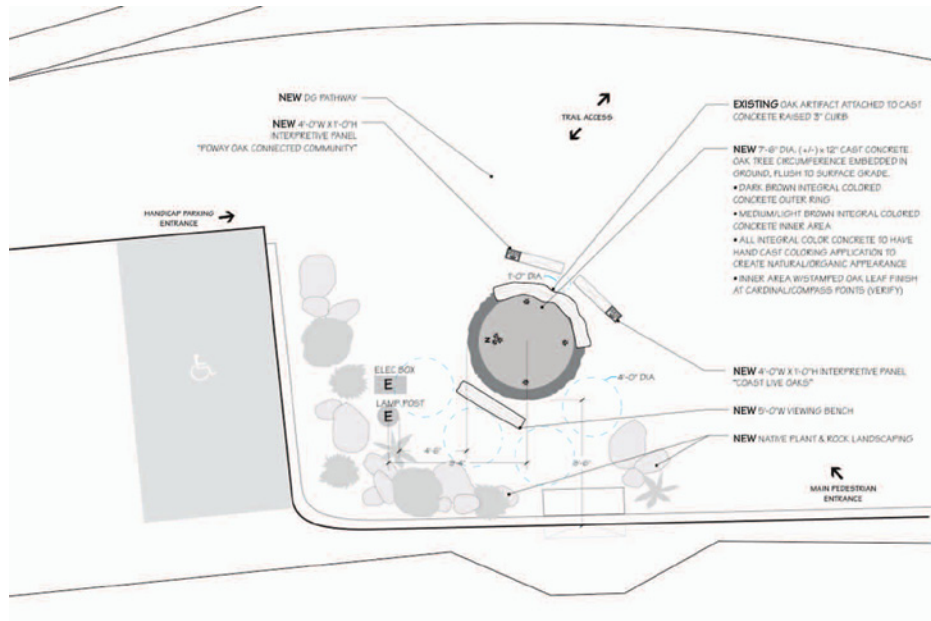 NEW DG PATHWAY
NEW 4'-0"W X 1'-0"H
INTERPRETIVE PANEL
"POWAY OAK CONNECTED COMMUNITY"
TRAIL ACCESS
HANDICAP PARKING
ENTRANCE
EXISTING OAK ARTIFACT ATTACHED TO CAST
CONCRETE RAISED 3" CURB
NEW 7'-6" DIA. (+/-) x 12" CAST CONCRETE
OAK TREE CIRCUMFERENCE EMBEDDED IN
GROUND, FLUSH TO SURFACE GRADE.
• DARK BROWN INTEGRAL COLORED
CONCRETE OUTER RING
• MEDIUM/LIGHT BROWN INTEGRAL COLORED
CONCRETE INNER AREA
• ALL INTEGRAL COLOR CONCRETE TO HAVE
HAND CAST COLORING APPLICATION TO
CREATE NATURAL/ORGANIC APPEARANCE
• INNER AREA W/STAMPED OAK LEAF FINISH
AT CARDINAL/COMPASS POINTS (VERIFY)
1'-0" DIA.
N
ELEC BOX
E
LAMP POST
E
4'-0" DIA
4'-6"
NEW 4'-0"W X 1'-0"H INTERPRETIVE PANEL
"COAST LIVE OAKS"
NEW 5'-0"W VIEWING BENCH
NEW NATIVE PLANT & ROCK LANDSCAPING
MAIN PEDESTRIAN
ENTRANCE